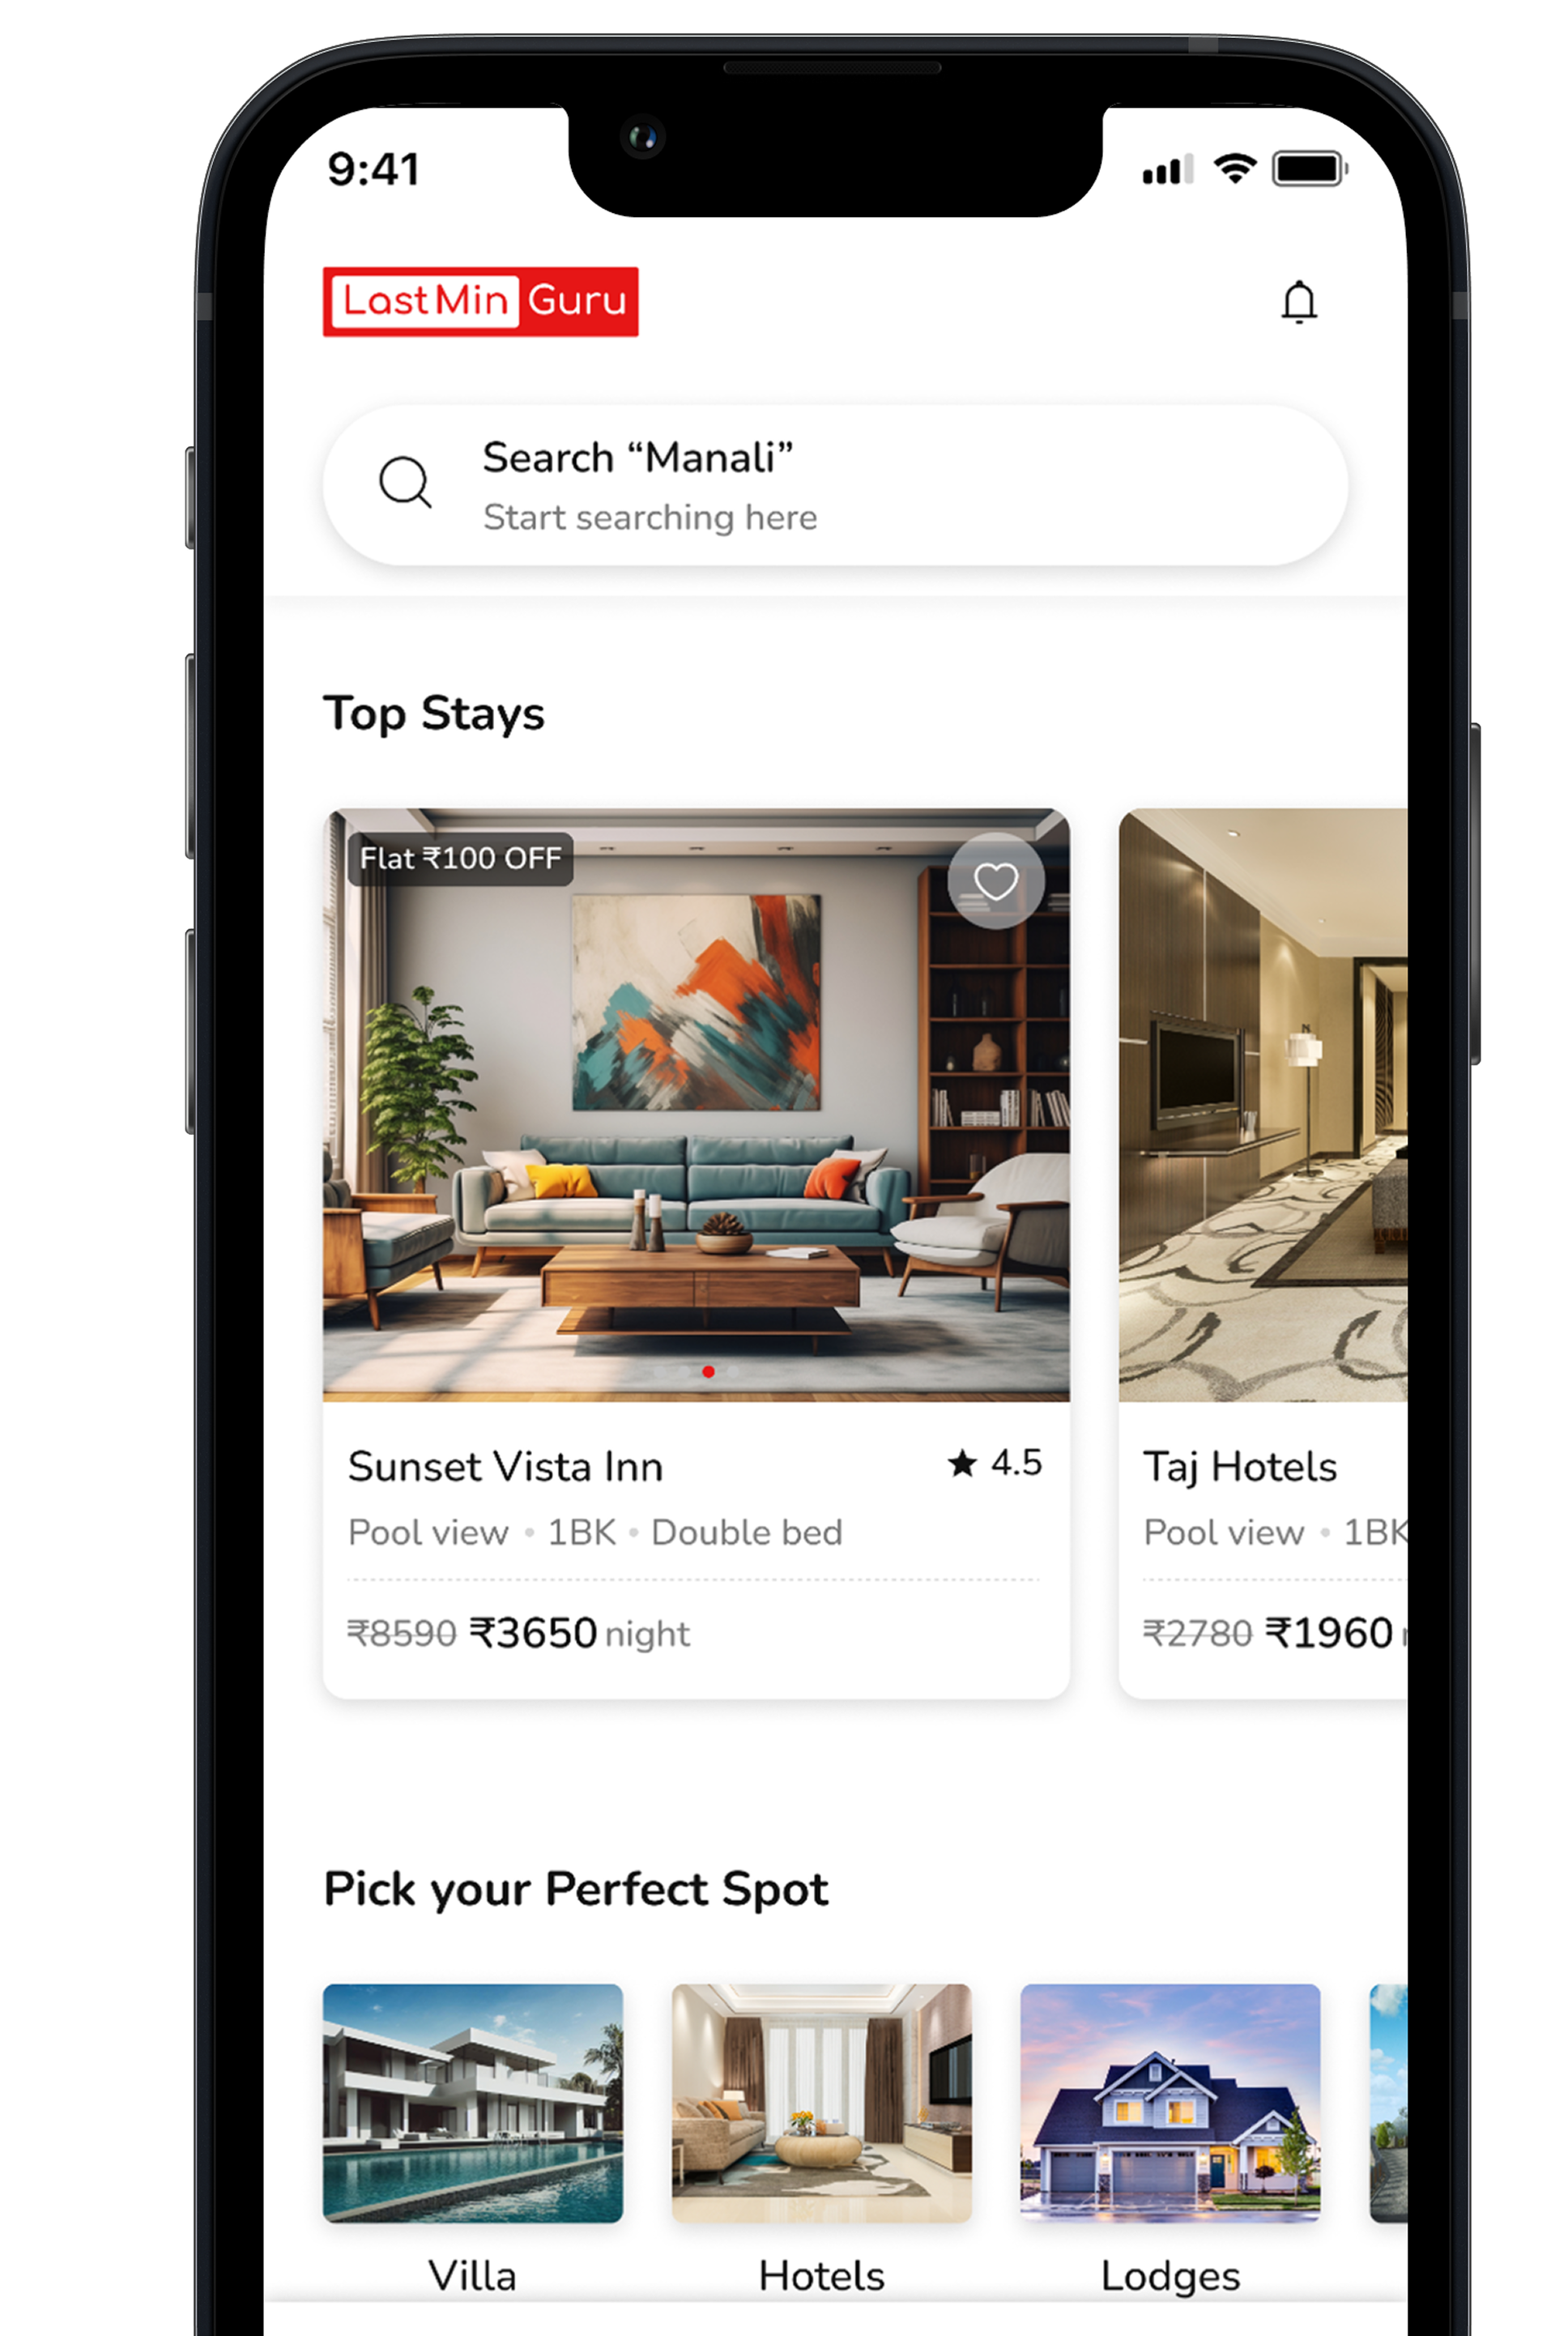 9:41
LastMin Guru
Search “Manali”
Start searching here
Top Stays
Flat ₹100 OFF
Sunset Vista Inn ★ 4.5
Pool view • 1BK • Double bed
₹8590 ₹3650 night
Taj Hotels
Pool view • 1BK
₹2780 ₹1960
Pick your Perfect Spot
Villa
Hotels
Lodges